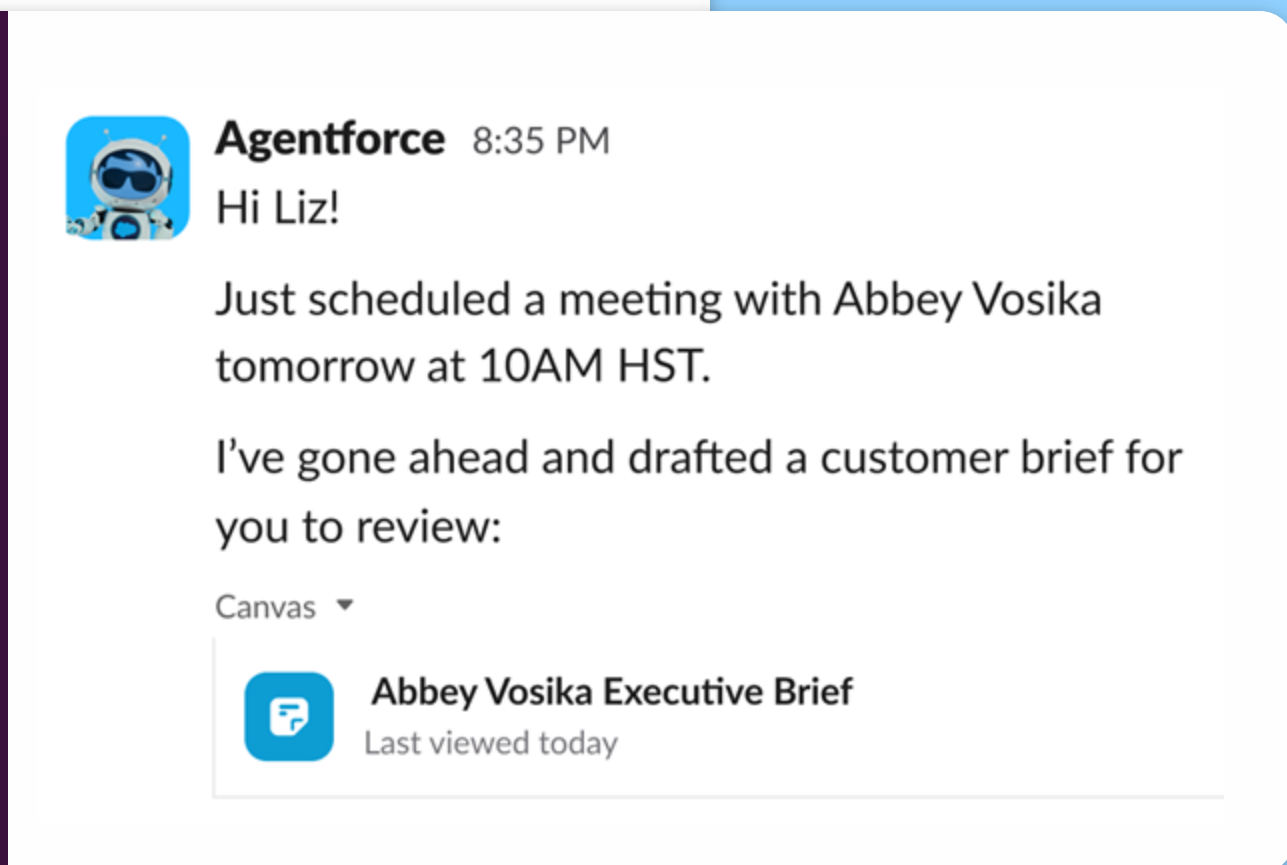 Agentforce 8:35 PM
Hi Liz!
Just scheduled a meeting with Abbey Vosika
tomorrow at 10AM HST.
I’ve gone ahead and drafted a customer brief for
you to review:
Canvas
Abbey Vosika Executive Brief
Last viewed today